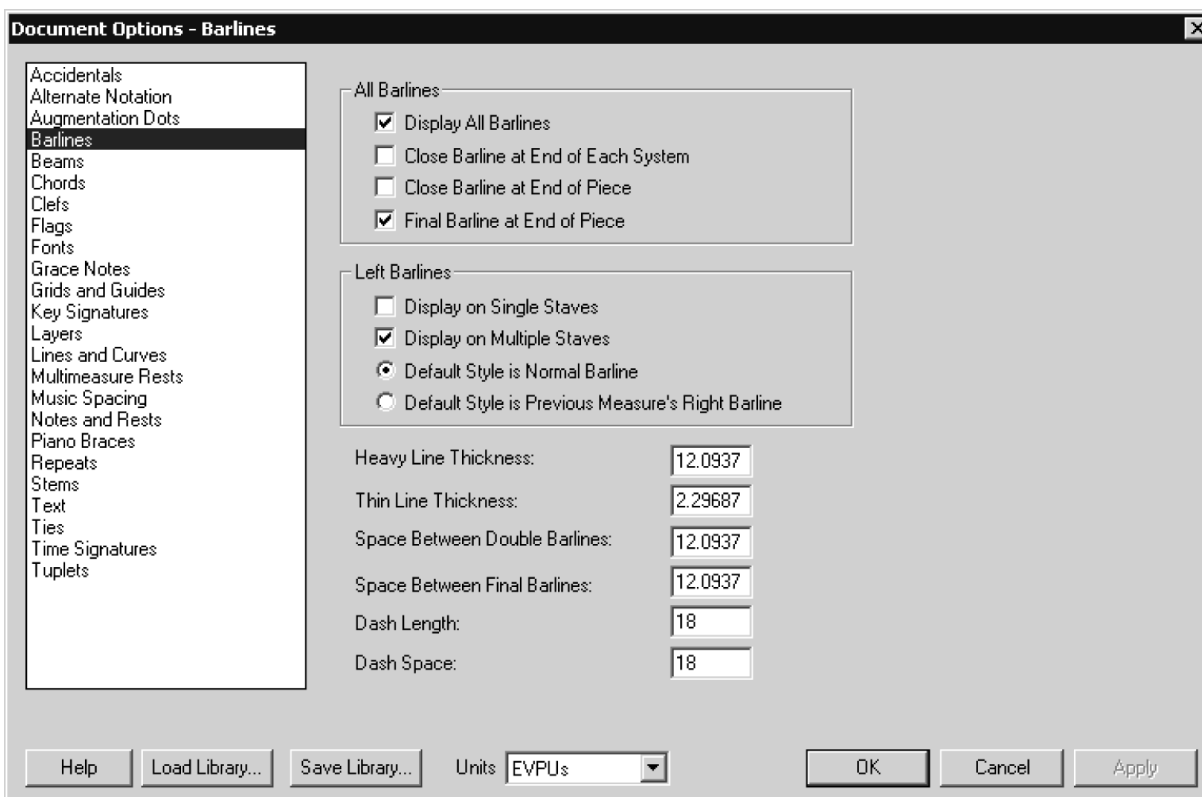 Document Options - Barlines
Accidentals
Alternate Notation
Augmentation Dots
Barlines
Beams
Chords
Clefs
Flags
Fonts
Grace Notes
Grids and Guides
Key Signatures
Layers
Lines and Curves
Multimeasure Rests
Music Spacing
Notes and Rests
Piano Braces
Repeats
Stems
Text
Ties
Time Signatures
Tuplets
All Barlines
Display All Barlines
Close Barline at End of Each System
Close Barline at End of Piece
Final Barline at End of Piece
Left Barlines
Display on Single Staves
Display on Multiple Staves
Default Style is Normal Barline
Default Style is Previous Measure's Right Barline
Heavy Line Thickness: 12.0937
Thin Line Thickness: 2.29687
Space Between Double Barlines: 12.0937
Space Between Final Barlines: 12.0937
Dash Length: 18
Dash Space: 18
Help Load Library... Save Library... Units EVPUs OK Cancel Apply